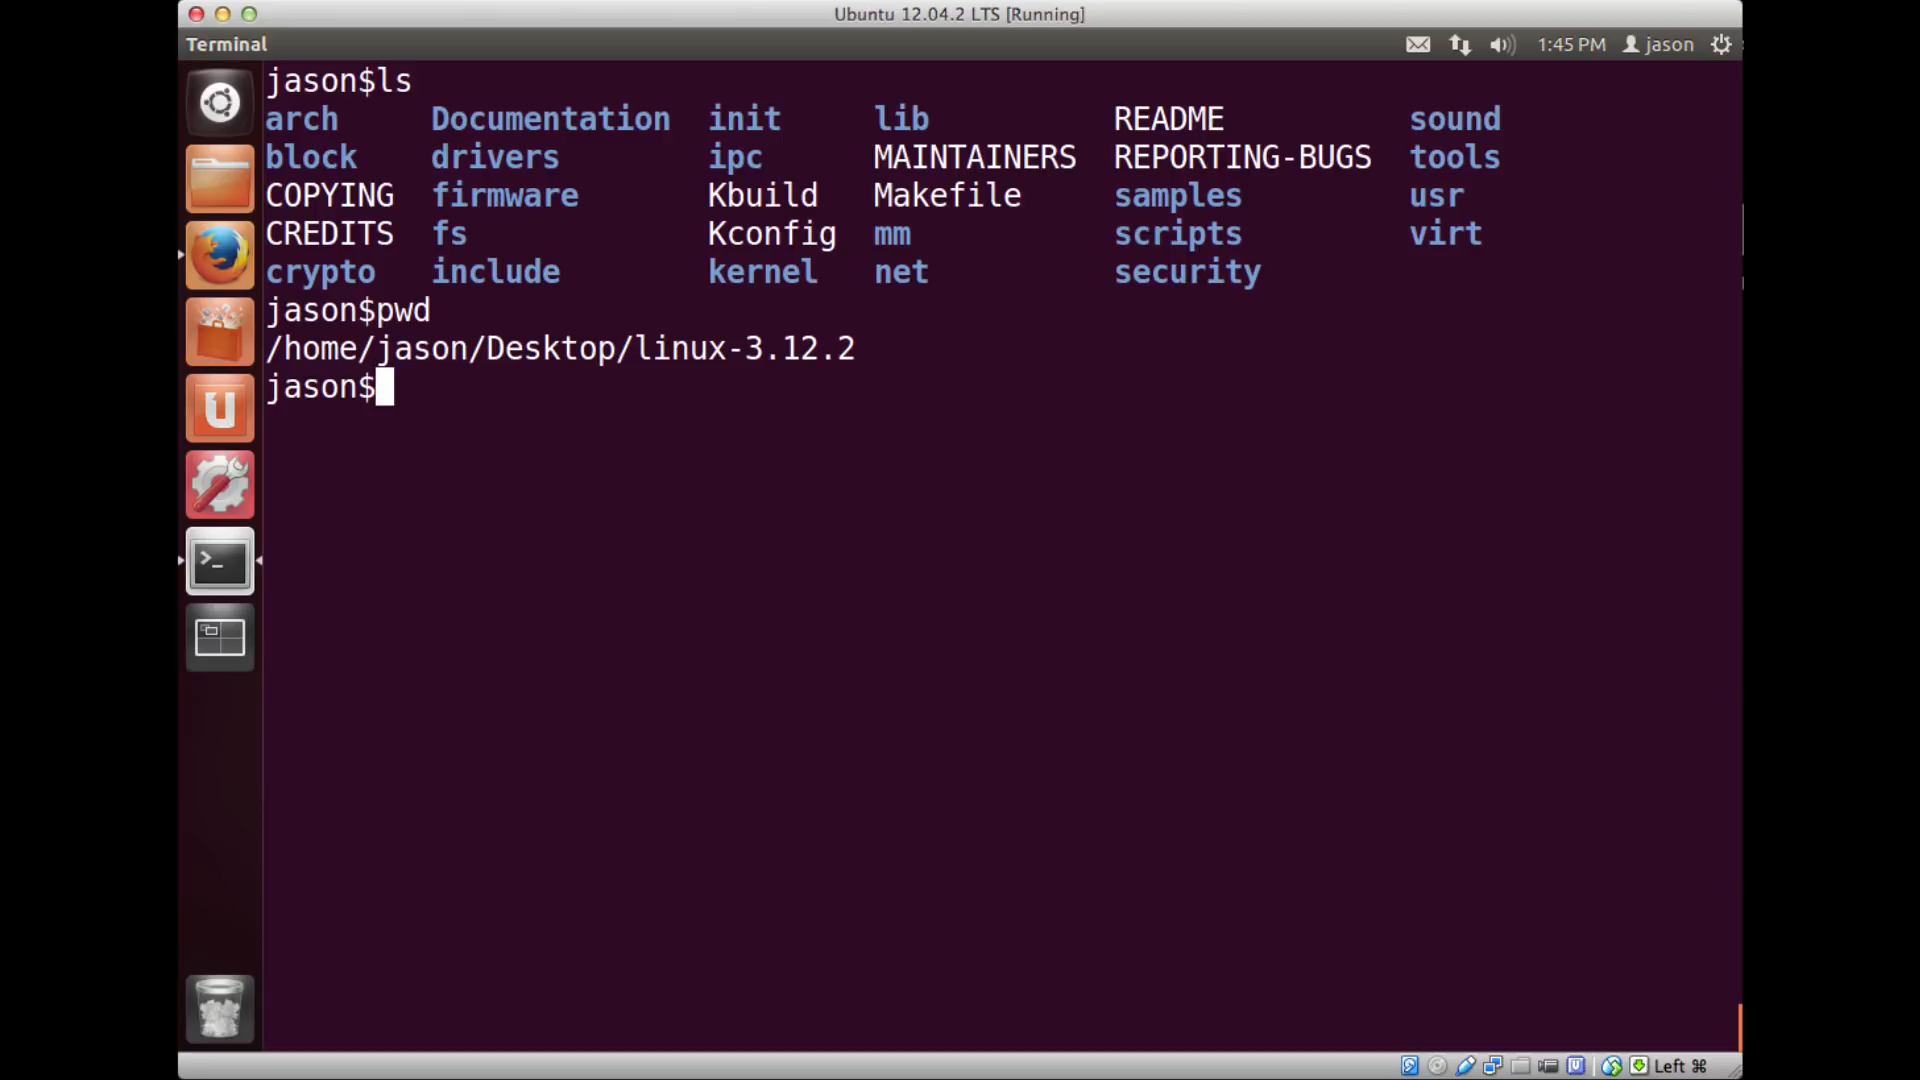 Ubuntu 12.04.2 LTS [Running]
Terminal 1:45 PM jason
jason$ls
arch Documentation init lib README sound
block drivers ipc MAINTAINERS REPORTING-BUGS tools
COPYING firmware Kbuild Makefile samples usr
CREDITS fs Kconfig mm scripts virt
crypto include kernel net security
jason$pwd
/home/jason/Desktop/linux-3.12.2
jason$
Left ⌘